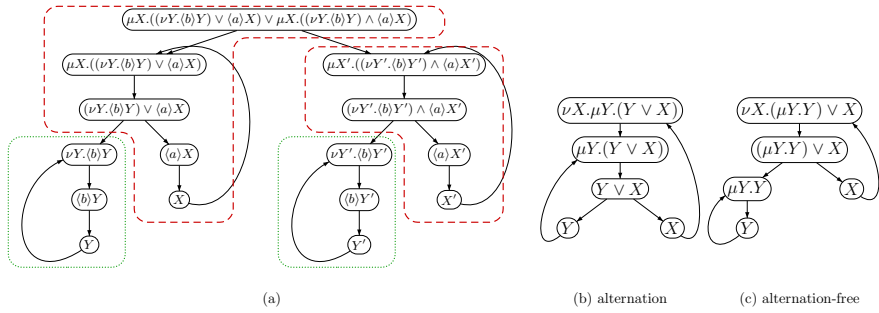 μX.((νY.⟨b⟩Y) ∨ ⟨a⟩X) ∨ μX.((νY.⟨b⟩Y) ∧ ⟨a⟩X)
μX.((νY.⟨b⟩Y) ∨ ⟨a⟩X)
μX′.((νY′.⟨b⟩Y′) ∧ ⟨a⟩X′)
(νY.⟨b⟩Y) ∨ ⟨a⟩X
(νY′.⟨b⟩Y′) ∧ ⟨a⟩X′
νY.⟨b⟩Y
⟨a⟩X
νY′.⟨b⟩Y′
⟨a⟩X′
⟨b⟩Y
X
⟨b⟩Y′
X′
Y
Y′
(a)
νX.μY.(Y ∨ X)
μY.(Y ∨ X)
Y ∨ X
Y
X
(b) alternation
νX.(μY.Y) ∨ X
(μY.Y) ∨ X
μY.Y
X
Y
(c) alternation-free